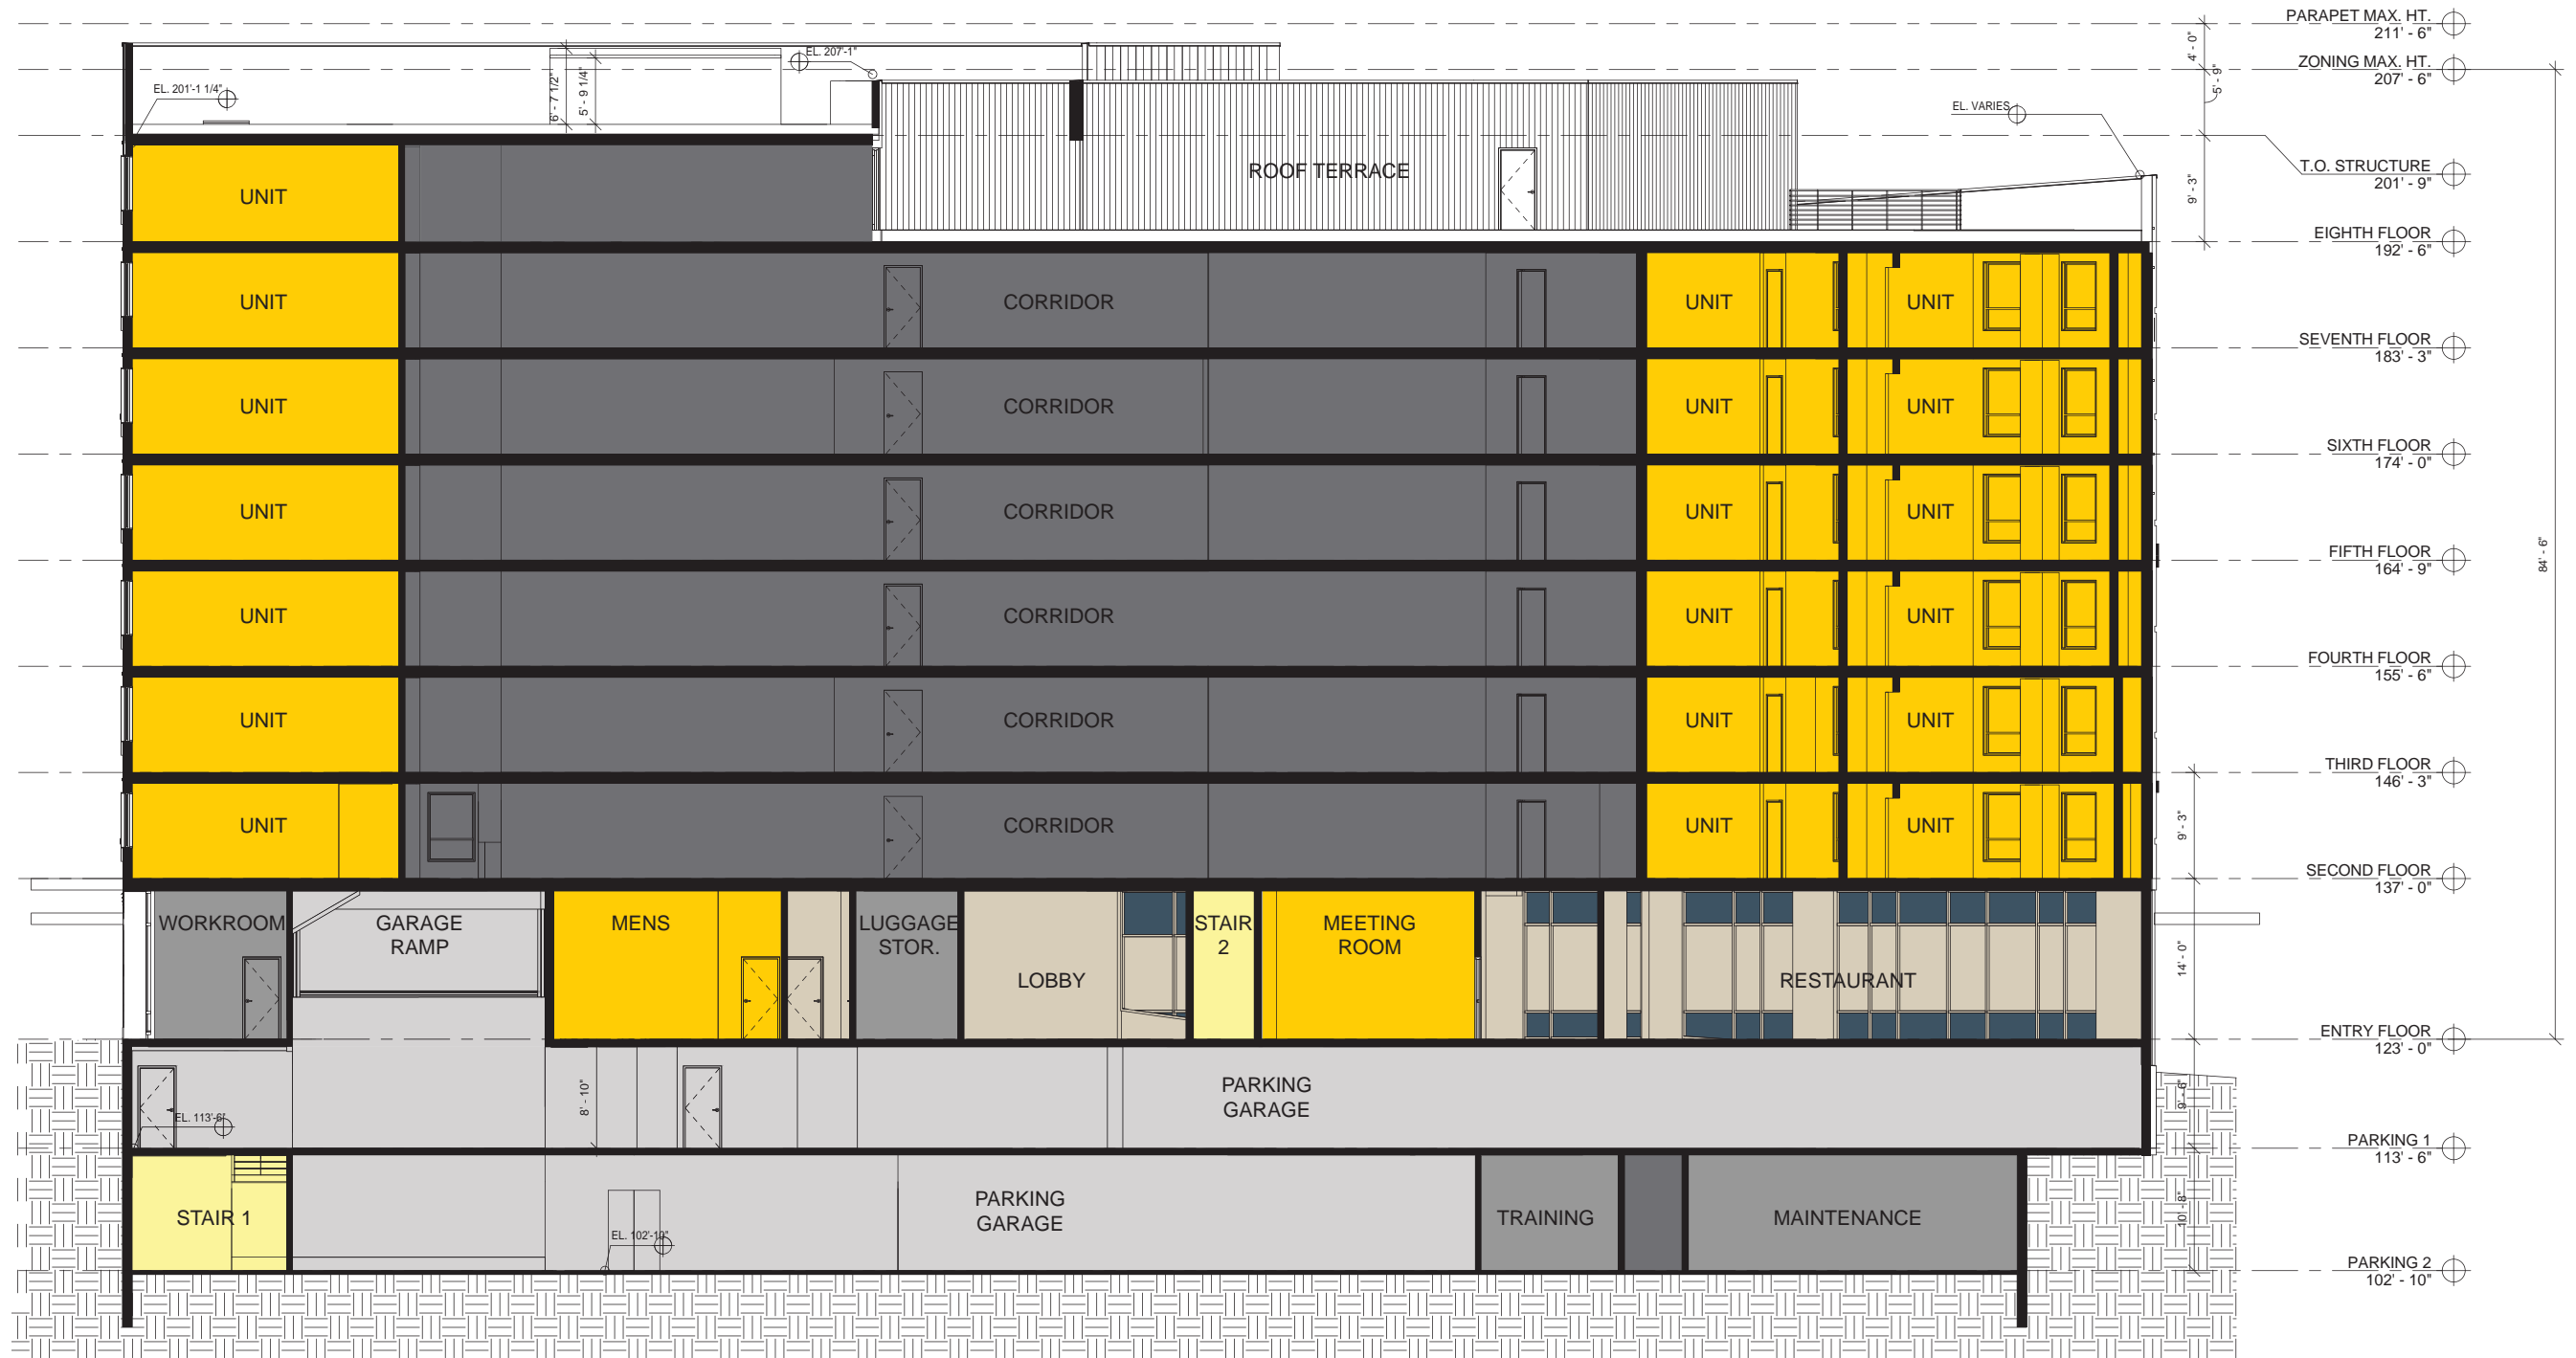 PARAPET MAX. HT.
211' - 6"
4' - 0"
ZONING MAX. HT.
207' - 6"
5' - 9"
EL. 207'-1"
6' - 7 1/2"
5' - 9 1/4"
EL. 201'-1 1/4"
EL. VARIES
T.O. STRUCTURE
201' - 9"
9' - 3"
ROOF TERRACE
UNIT
EIGHTH FLOOR
192' - 6"
UNIT
CORRIDOR
UNIT
UNIT
SEVENTH FLOOR
183' - 3"
UNIT
CORRIDOR
UNIT
UNIT
SIXTH FLOOR
174' - 0"
UNIT
CORRIDOR
UNIT
UNIT
FIFTH FLOOR
164' - 9"
84' - 6"
UNIT
CORRIDOR
UNIT
UNIT
FOURTH FLOOR
155' - 6"
UNIT
CORRIDOR
UNIT
UNIT
THIRD FLOOR
146' - 3"
UNIT
CORRIDOR
UNIT
UNIT
9' - 3"
SECOND FLOOR
137' - 0"
WORKROOM
GARAGE
RAMP
MENS
LUGGAGE
STOR.
LOBBY
STAIR
2
MEETING
ROOM
RESTAURANT
14' - 0"
ENTRY FLOOR
123' - 0"
EL. 113'-6"
8' - 10"
PARKING
GARAGE
9' - 6"
PARKING 1
113' - 6"
STAIR 1
EL. 102'-10"
PARKING
GARAGE
TRAINING
MAINTENANCE
10' - 8"
PARKING 2
102' - 10"